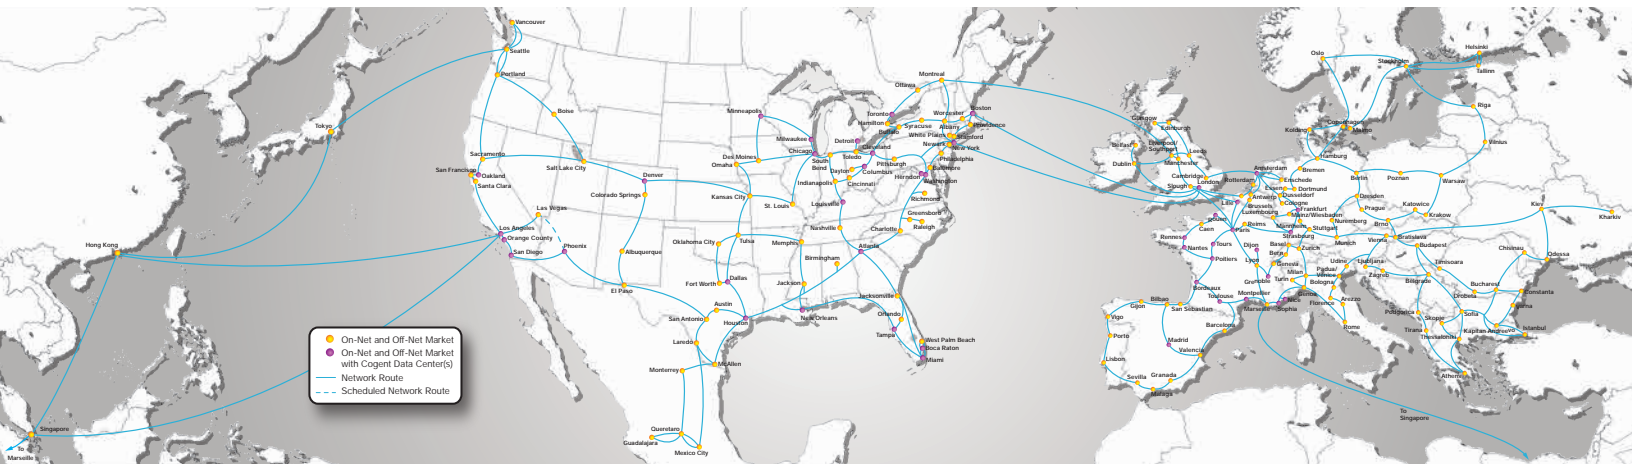 Vancouver
Seattle
Portland
Boise
Sacramento
San Francisco
Oakland
Santa Clara
Salt Lake City
Las Vegas
Los Angeles
Orange County
San Diego
Phoenix
Denver
Colorado Springs
Albuquerque
El Paso
Minneapolis
Milwaukee
Chicago
Des Moines
Omaha
Kansas City
St. Louis
Oklahoma City
Tulsa
Memphis
Fort Worth
Dallas
Austin
San Antonio
Houston
Laredo
McAllen
Monterrey
Queretaro
Guadalajara
Mexico City
South
Bend
Toledo
Detroit
Cleveland
Pittsburgh
Dayton
Columbus
Indianapolis
Cincinnati
Louisville
Nashville
Birmingham
Jackson
New Orleans
Atlanta
Charlotte
Greensboro
Raleigh
Richmond
Herndon
Washington
Baltimore
Philadelphia
Newark
New York
White Plains
Stamford
Providence
Boston
Worcester
Albany
Syracuse
Buffalo
Hamilton
Toronto
Ottawa
Montreal
Jacksonville
Orlando
Tampa
West Palm Beach
Boca Raton
Miami
Tokyo
Hong Kong
Singapore
To
Marseille
On-Net and Off-Net Market
On-Net and Off-Net Market
with Cogent Data Center(s)
Network Route
Scheduled Network Route
Oslo
Stockholm
Helsinki
Tallinn
Riga
Vilnius
Copenhagen
Malmo
Kolding
Hamburg
Glasgow
Edinburgh
Belfast
Dublin
Liverpool/
Southport
Leeds
Manchester
Cambridge
London
Slough
Amsterdam
Rotterdam
Bremen
Enschede
Essen
Dortmund
Dusseldorf
Antwerp
Brussels
Cologne
Lille
Luxembourg
Frankfurt
Mainz/Wiesbaden
Mannheim
Nuremberg
Stuttgart
Strasbourg
Munich
Berlin
Dresden
Poznan
Warsaw
Prague
Katowice
Krakow
Brno
Vienna
Bratislava
Budapest
Kiev
Kharkiv
Chisinau
Odessa
Timisoara
Bucharest
Constanta
Drobeta
Belgrade
Zagreb
Ljubljana
Udine
Podgorica
Skopje
Sofia
Varna
Kapitan Andreevo
Istanbul
Tirana
Thessaloniki
Athens
Rouen
Caen
Reims
Paris
Rennes
Nantes
Tours
Poitiers
Dijon
Lyon
Basel
Bern
Zurich
Geneva
Grenoble
Bordeaux
Toulouse
Montpellier
Marseille
Nice
Sophia
Milan
Turin
Padua/
Bologna
Genoa
Florence
Arezzo
Rome
Gijon
Bilbao
San Sebastian
Vigo
Porto
Lisbon
Madrid
Barcelona
Valencia
Sevilla
Granada
Malaga
To
Singapore